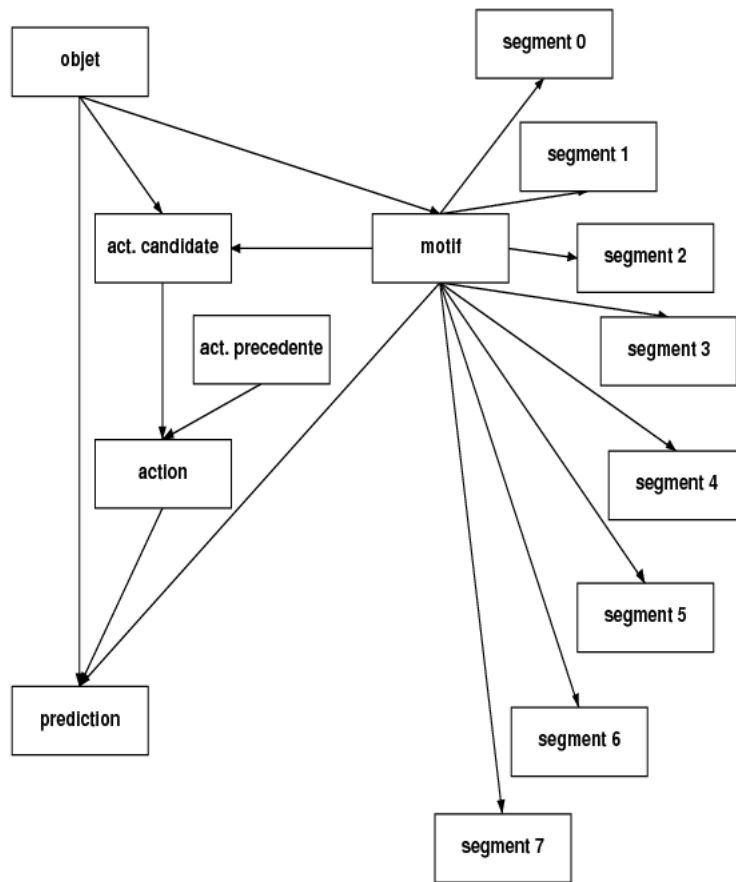 segment 0
objet
segment 1
act. candidate
motif
segment 2
act. precedente
segment 3
action
segment 4
segment 5
prediction
segment 6
segment 7